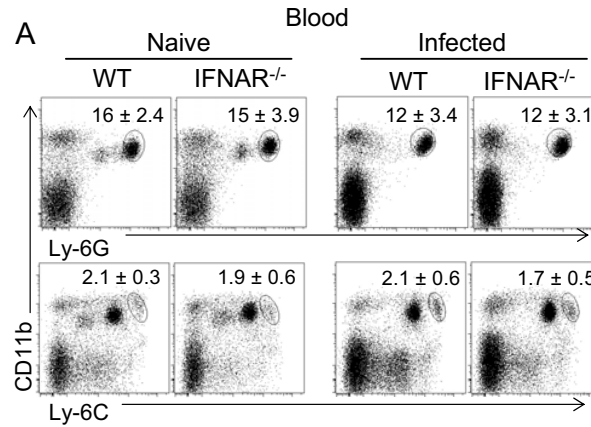 A
Blood
Naive Infected
WT IFNAR-/- WT IFNAR-/-
16 ± 2.4 15 ± 3.9 12 ± 3.4 12 ± 3.1
Ly-6G
2.1 ± 0.3 1.9 ± 0.6 2.1 ± 0.6 1.7 ± 0.5
CD11b
Ly-6C